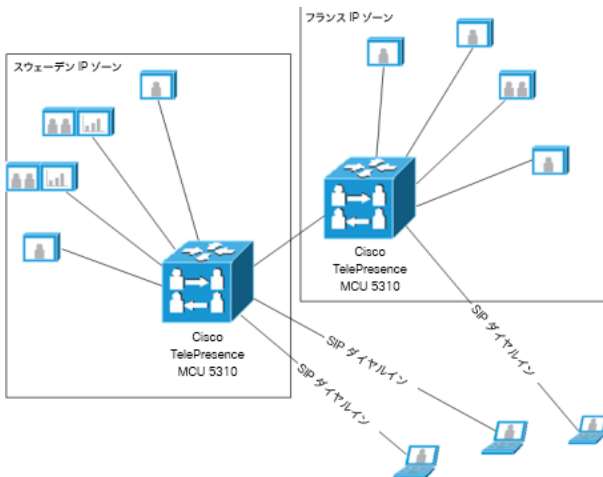 フランス IP ゾーン
スウェーデン IP ゾーン
Cisco
TelePresence
MCU 5310
Cisco
TelePresence
MCU 5310
SIP ダイヤルイン
SIP ダイヤルイン
SIP ダイヤルイン